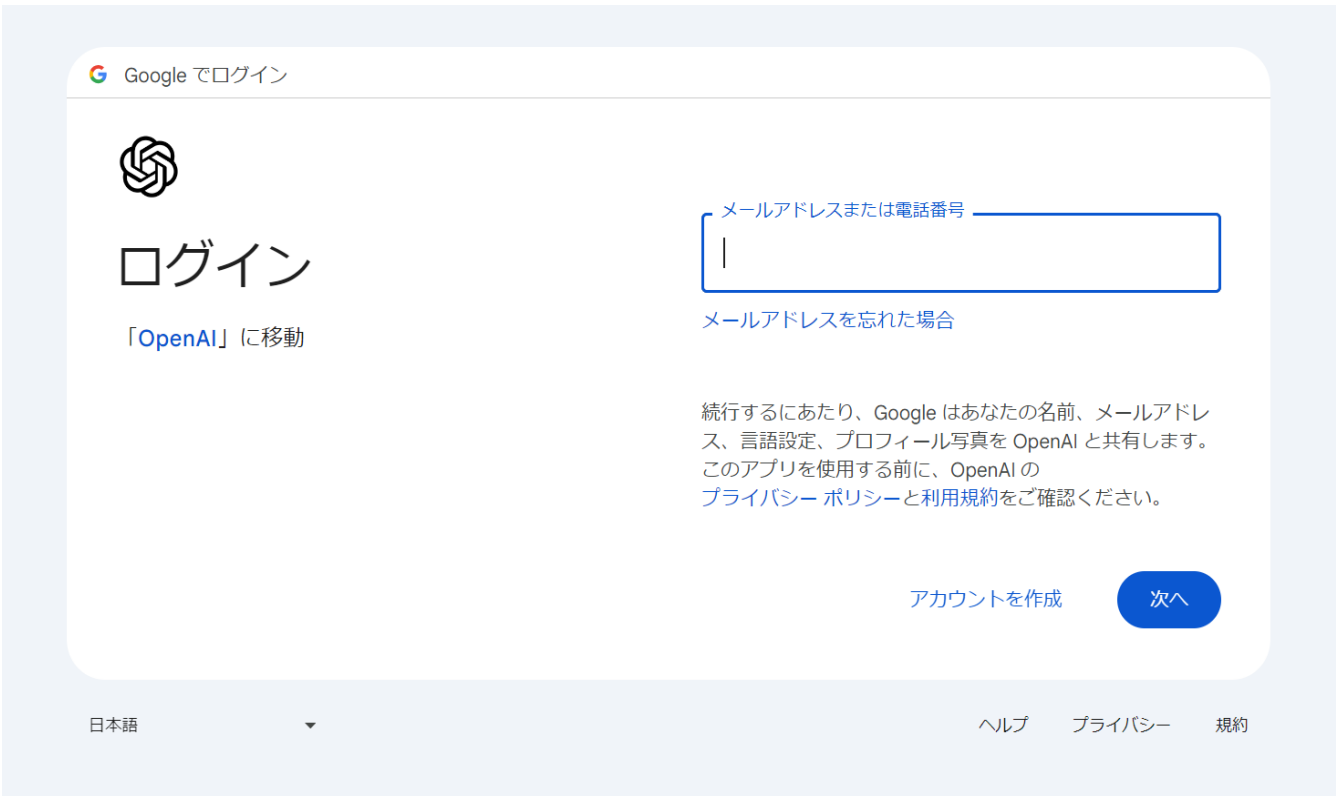 Google でログイン
ログイン
「OpenAI」に移動
メールアドレスまたは電話番号
メールアドレスを忘れた場合
続行するにあたり、Google はあなたの名前、メールアドレ
ス、言語設定、プロフィール写真を OpenAI と共有します。
このアプリを使用する前に、OpenAI の
プライバシー ポリシーと利用規約をご確認ください。
アカウントを作成
次へ
日本語
ヘルプ プライバシー 規約